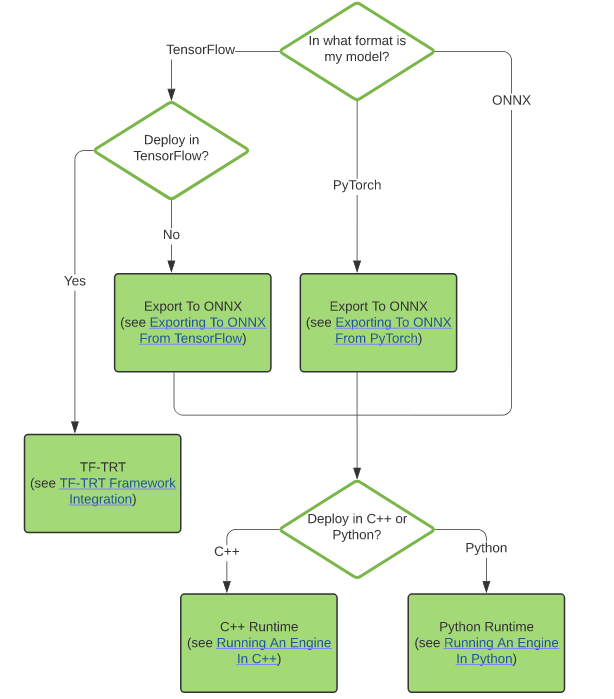 In what format is
my model?
TensorFlow
ONNX
Deploy in
TensorFlow?
PyTorch
No
Yes
Export To ONNX
(see Exporting To ONNX
From TensorFlow)
Export To ONNX
(see Exporting To ONNX
From PyTorch)
TF-TRT
(see TF-TRT Framework
Integration)
Deploy in C++ or
Python?
C++
Python
C++ Runtime
(see Running An Engine
In C++)
Python Runtime
(see Running An Engine
In Python)